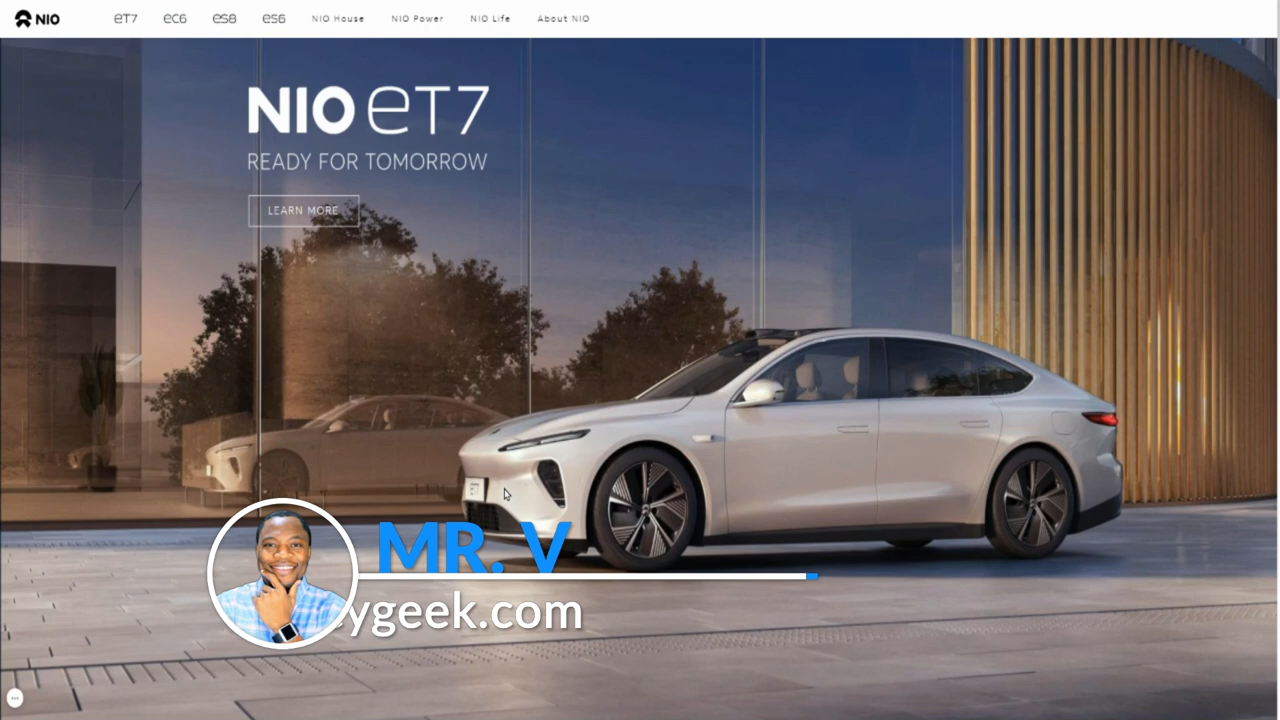 NIO eT7 eC6 eS8 eS6 NIO House NIO Power NIO Life About NIO
NIO eT7
READY FOR TOMORROW
LEARN MORE
eT7
MR. V
ygeek.com